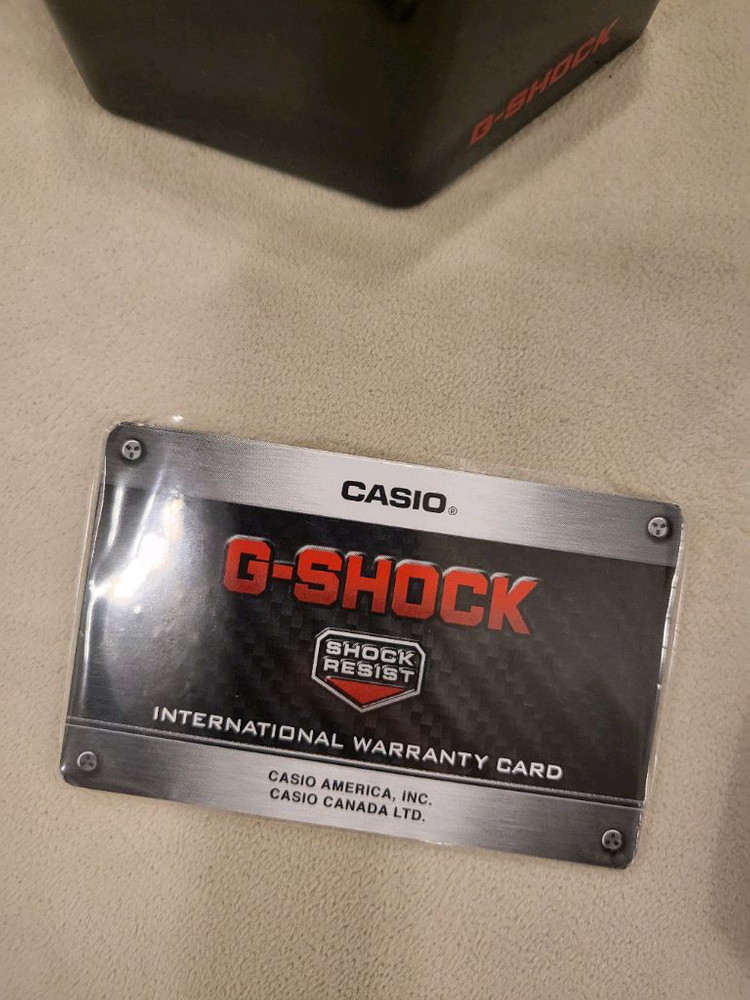 G-SHOCK
CASIO®
G-SHOCK
SHOCK
RESIST
INTERNATIONAL WARRANTY CARD
CASIO AMERICA, INC.
CASIO CANADA LTD.